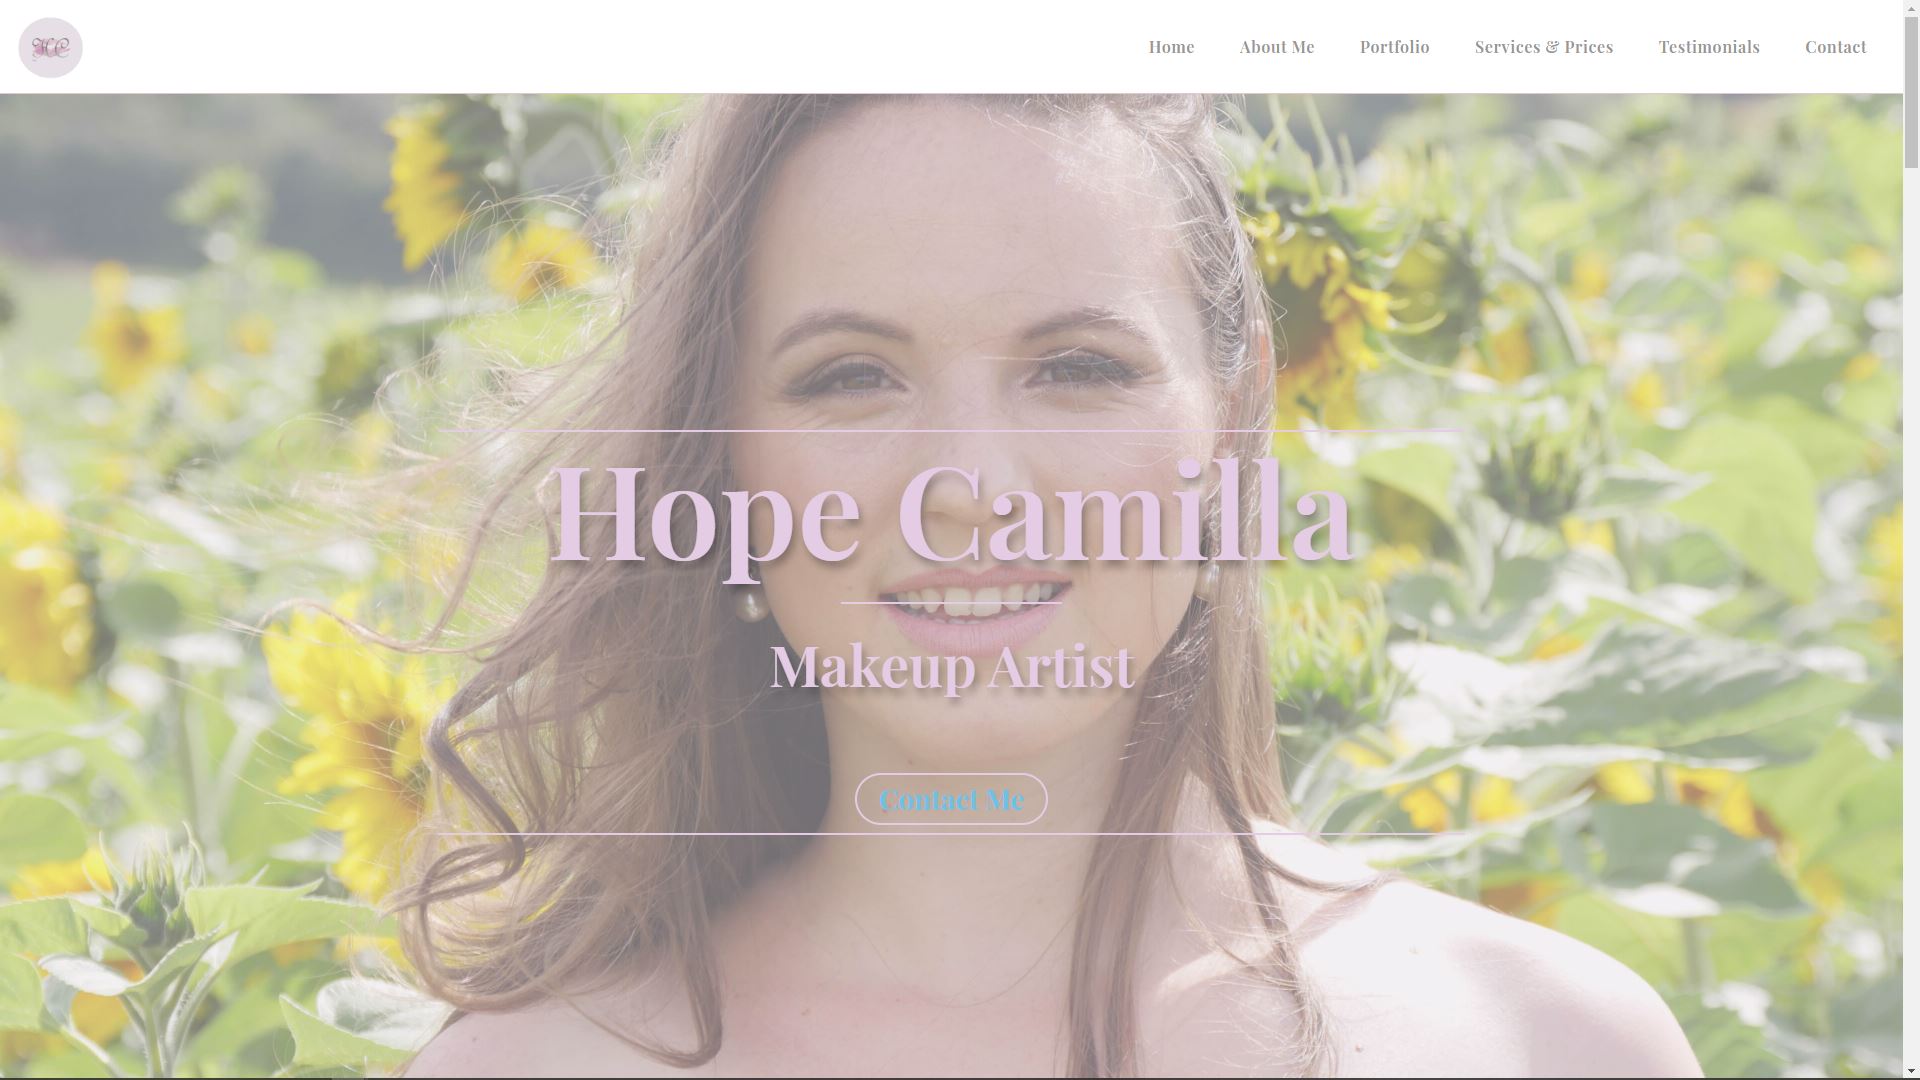 HC
Home
About Me
Portfolio
Services & Prices
Testimonials
Contact
Hope Camilla
Makeup Artist
Contact Me